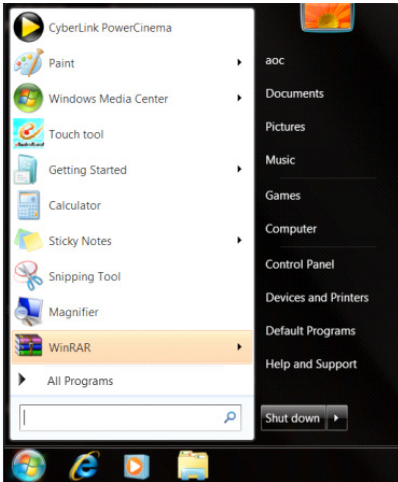 CyberLink PowerCinema
Paint
Windows Media Center
Touch tool
Getting Started
Calculator
Sticky Notes
Snipping Tool
Magnifier
WinRAR
All Programs
aoc
Documents
Pictures
Music
Games
Computer
Control Panel
Devices and Printers
Default Programs
Help and Support
Shut down